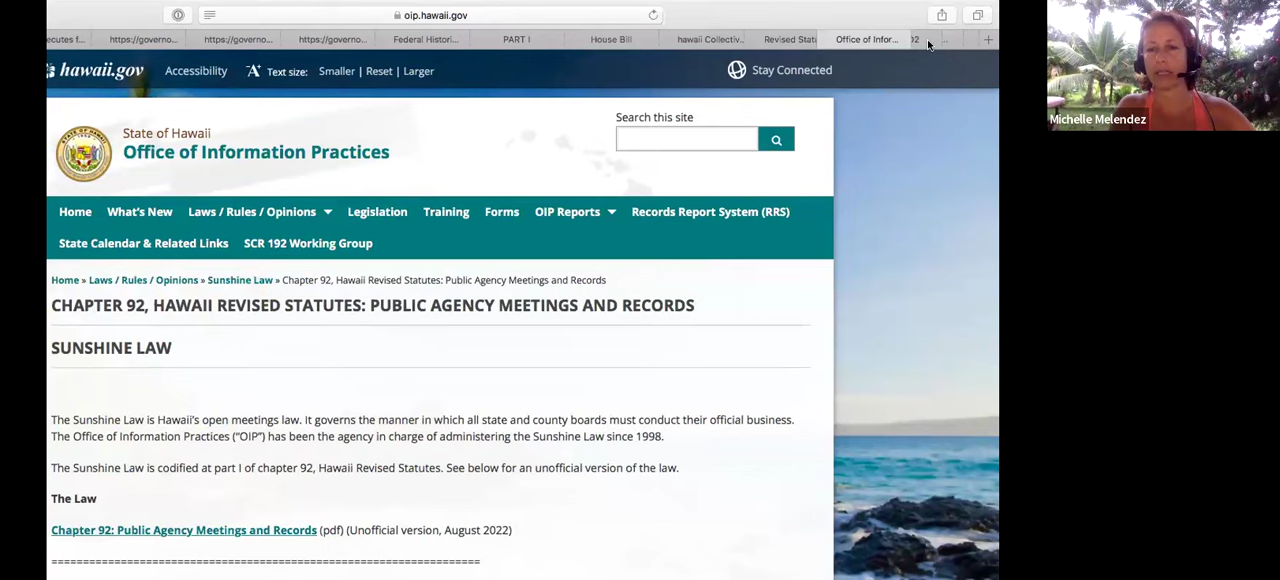 oip.hawaii.gov
ecutes f...
https://governo...
https://governo...
https://governo...
Federal Histori...
PART I
House Bill
hawaii Collectiv...
Revised Statu
Office of Infor...
hawaii.gov
Accessibility
Text size: Smaller | Reset | Larger
Stay Connected
Michelle Melendez
Search this site
State of Hawaii
Office of Information Practices
Home What's New Laws / Rules / Opinions Legislation Training Forms OIP Reports Records Report System (RRS)
State Calendar & Related Links SCR 192 Working Group
Home » Laws / Rules / Opinions » Sunshine Law » Chapter 92, Hawaii Revised Statutes: Public Agency Meetings and Records
CHAPTER 92, HAWAII REVISED STATUTES: PUBLIC AGENCY MEETINGS AND RECORDS
SUNSHINE LAW
The Sunshine Law is Hawaii's open meetings law. It governs the manner in which all state and county boards must conduct their official business.
The Office of Information Practices ("OIP") has been the agency in charge of administering the Sunshine Law since 1998.
The Sunshine Law is codified at part I of chapter 92, Hawaii Revised Statutes. See below for an unofficial version of the law.
The Law
Chapter 92: Public Agency Meetings and Records (pdf) (Unofficial version, August 2022)
====================================================================